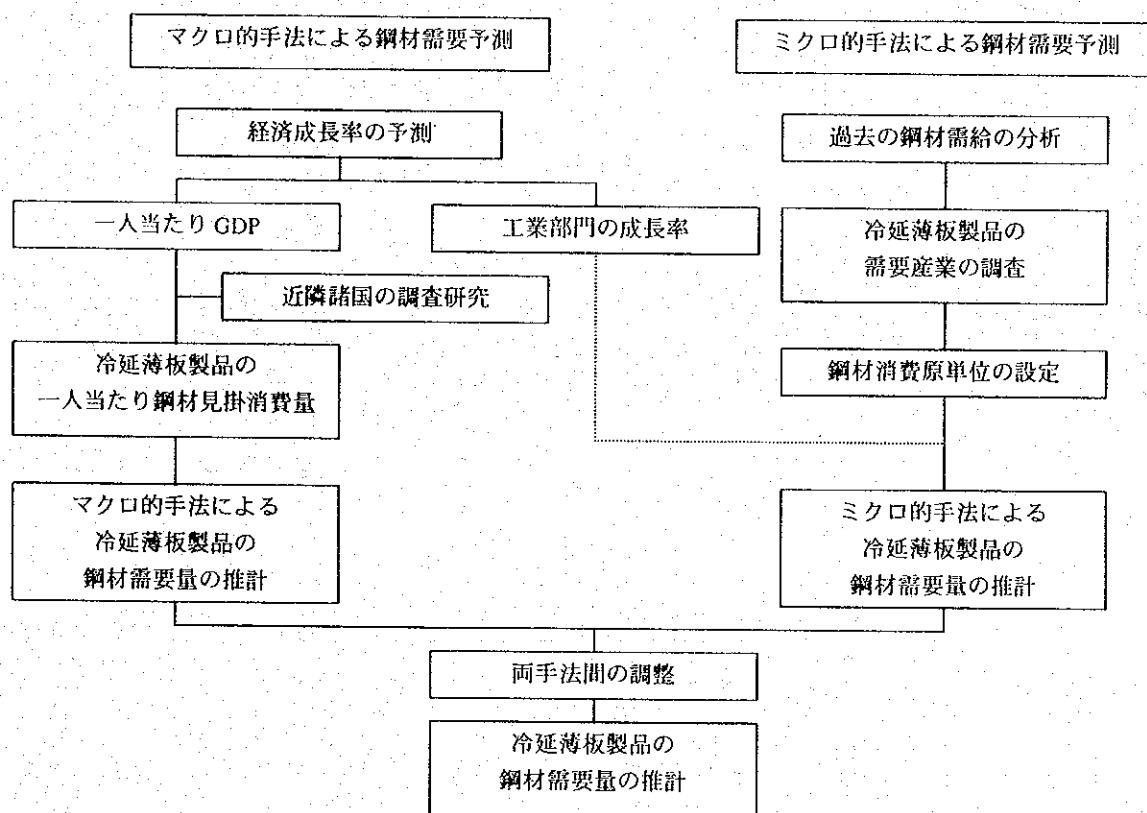 マクロ的手法による鋼材需要予測
ミクロ的手法による鋼材需要予測
経済成長率の予測
過去の鋼材需給の分析
一人当たり GDP
工業部門の成長率
冷延薄板製品の
需要産業の調査
近隣諸国の調査研究
冷延薄板製品の
一人当たり鋼材見掛消費量
鋼材消費原単位の設定
マクロ的手法による
冷延薄板製品の
鋼材需要量の推計
ミクロ的手法による
冷延薄板製品の
鋼材需要量の推計
両手法間の調整
冷延薄板製品の
鋼材需要量の推計